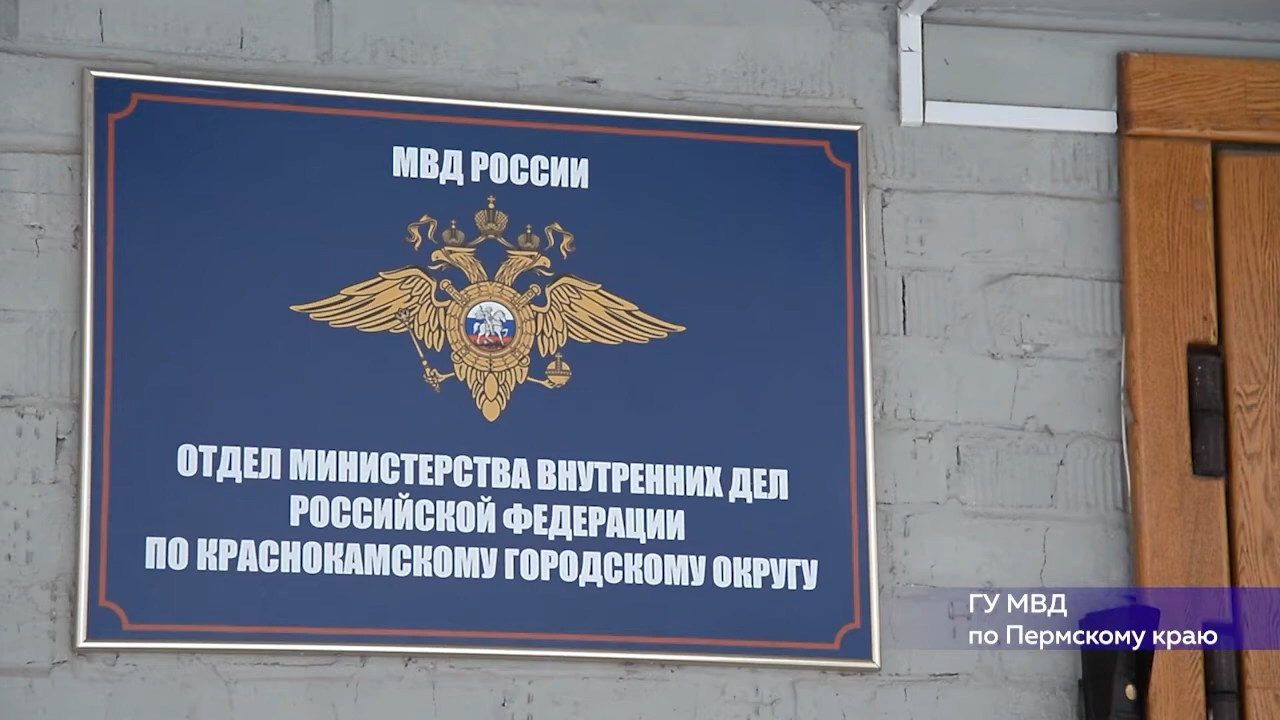 МВД РОССИИ
ОТДЕЛ МИНИСТЕРСТВА ВНУТРЕННИХ ДЕЛ
РОССИЙСКОЙ ФЕДЕРАЦИИ
ПО КРАСНОКАМСКОМУ ГОРОДСКОМУ ОКРУГУ
ГУ МВД
по Пермскому краю